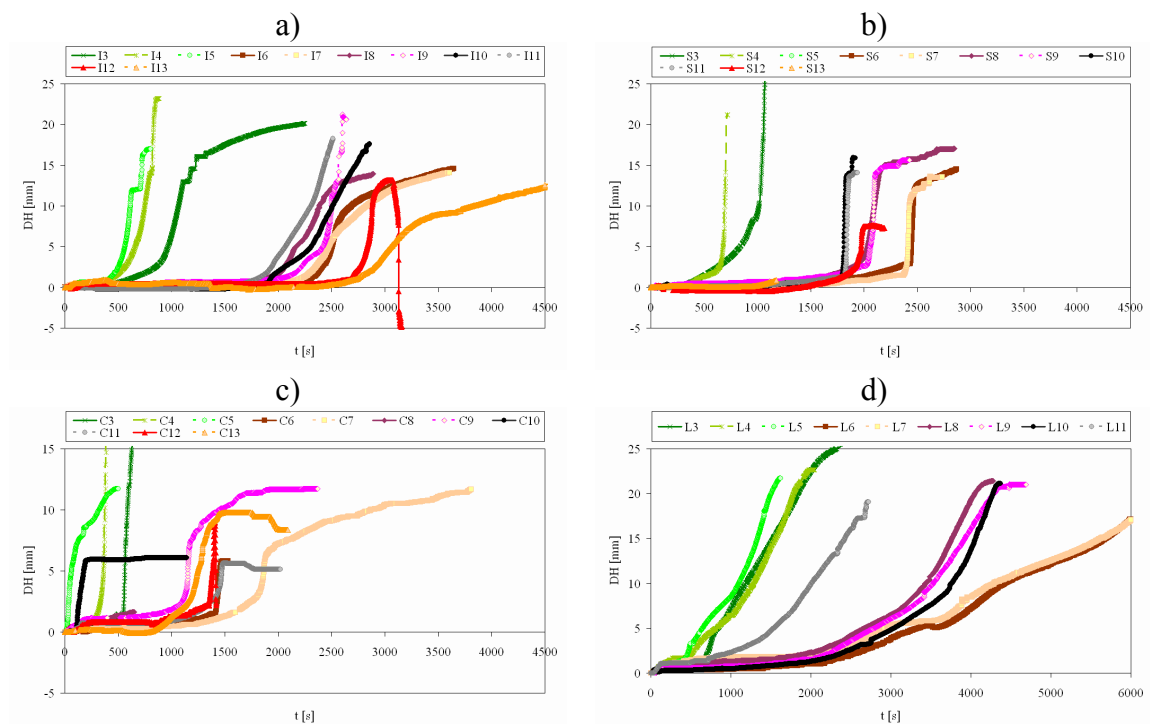 a)
I3 I4 I5 I6 I7 I8 I9 I10 I11
I12 I13
25
20
15
10
5
0
-5
DH [mm]
0 500 1000 1500 2000 2500 3000 3500 4000 4500
t [s]
b)
S3 S4 S5 S6 S7 S8 S9 S10
S11 S12 S13
25
20
15
10
5
0
-5
DH [mm]
0 500 1000 1500 2000 2500 3000 3500 4000 4500
t [s]
c)
C3 C4 C5 C6 C7 C8 C9 C10
C11 C12 C13
15
10
5
0
-5
DH [mm]
0 500 1000 1500 2000 2500 3000 3500 4000 4500
t [s]
d)
L3 L4 L5 L6 L7 L8 L9 L10 L11
25
20
15
10
5
0
DH [mm]
0 1000 2000 3000 4000 5000 6000
t [s]